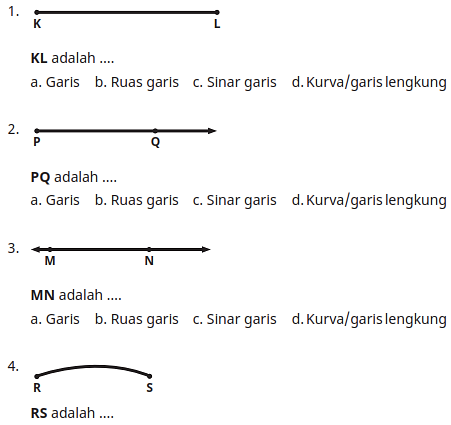 1.
K L
KL adalah ....
a. Garis b. Ruas garis c. Sinar garis d. Kurva/garis lengkung
2.
P Q
PQ adalah ....
a. Garis b. Ruas garis c. Sinar garis d. Kurva/garis lengkung
3.
M N
MN adalah ....
a. Garis b. Ruas garis c. Sinar garis d. Kurva/garis lengkung
4.
R S
RS adalah ....